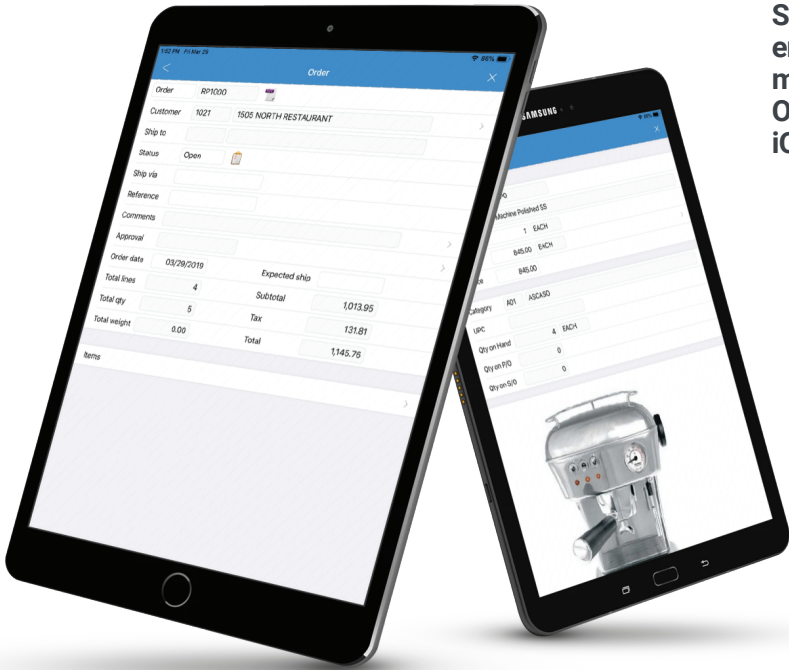 1:02 PM Fri Mar 29
86%
Order
Order RP1000
Customer 1021 1505 NORTH RESTAURANT
Ship to
Status Open
Ship via
Reference
Comments
Approval
Order date 03/29/2019 Expected ship
Total lines 4 Subtotal 1,013.95
Total qty 5 Tax 131.81
Total weight 0.00 Total 1,145.76
Items
SAMSUNG
Machine Polished SS
1 EACH
845.00 EACH
845.00
Category A01 ASCASO
UPC
Qty on Hand 4 EACH
Qty on P/O 0
Qty on S/O 0